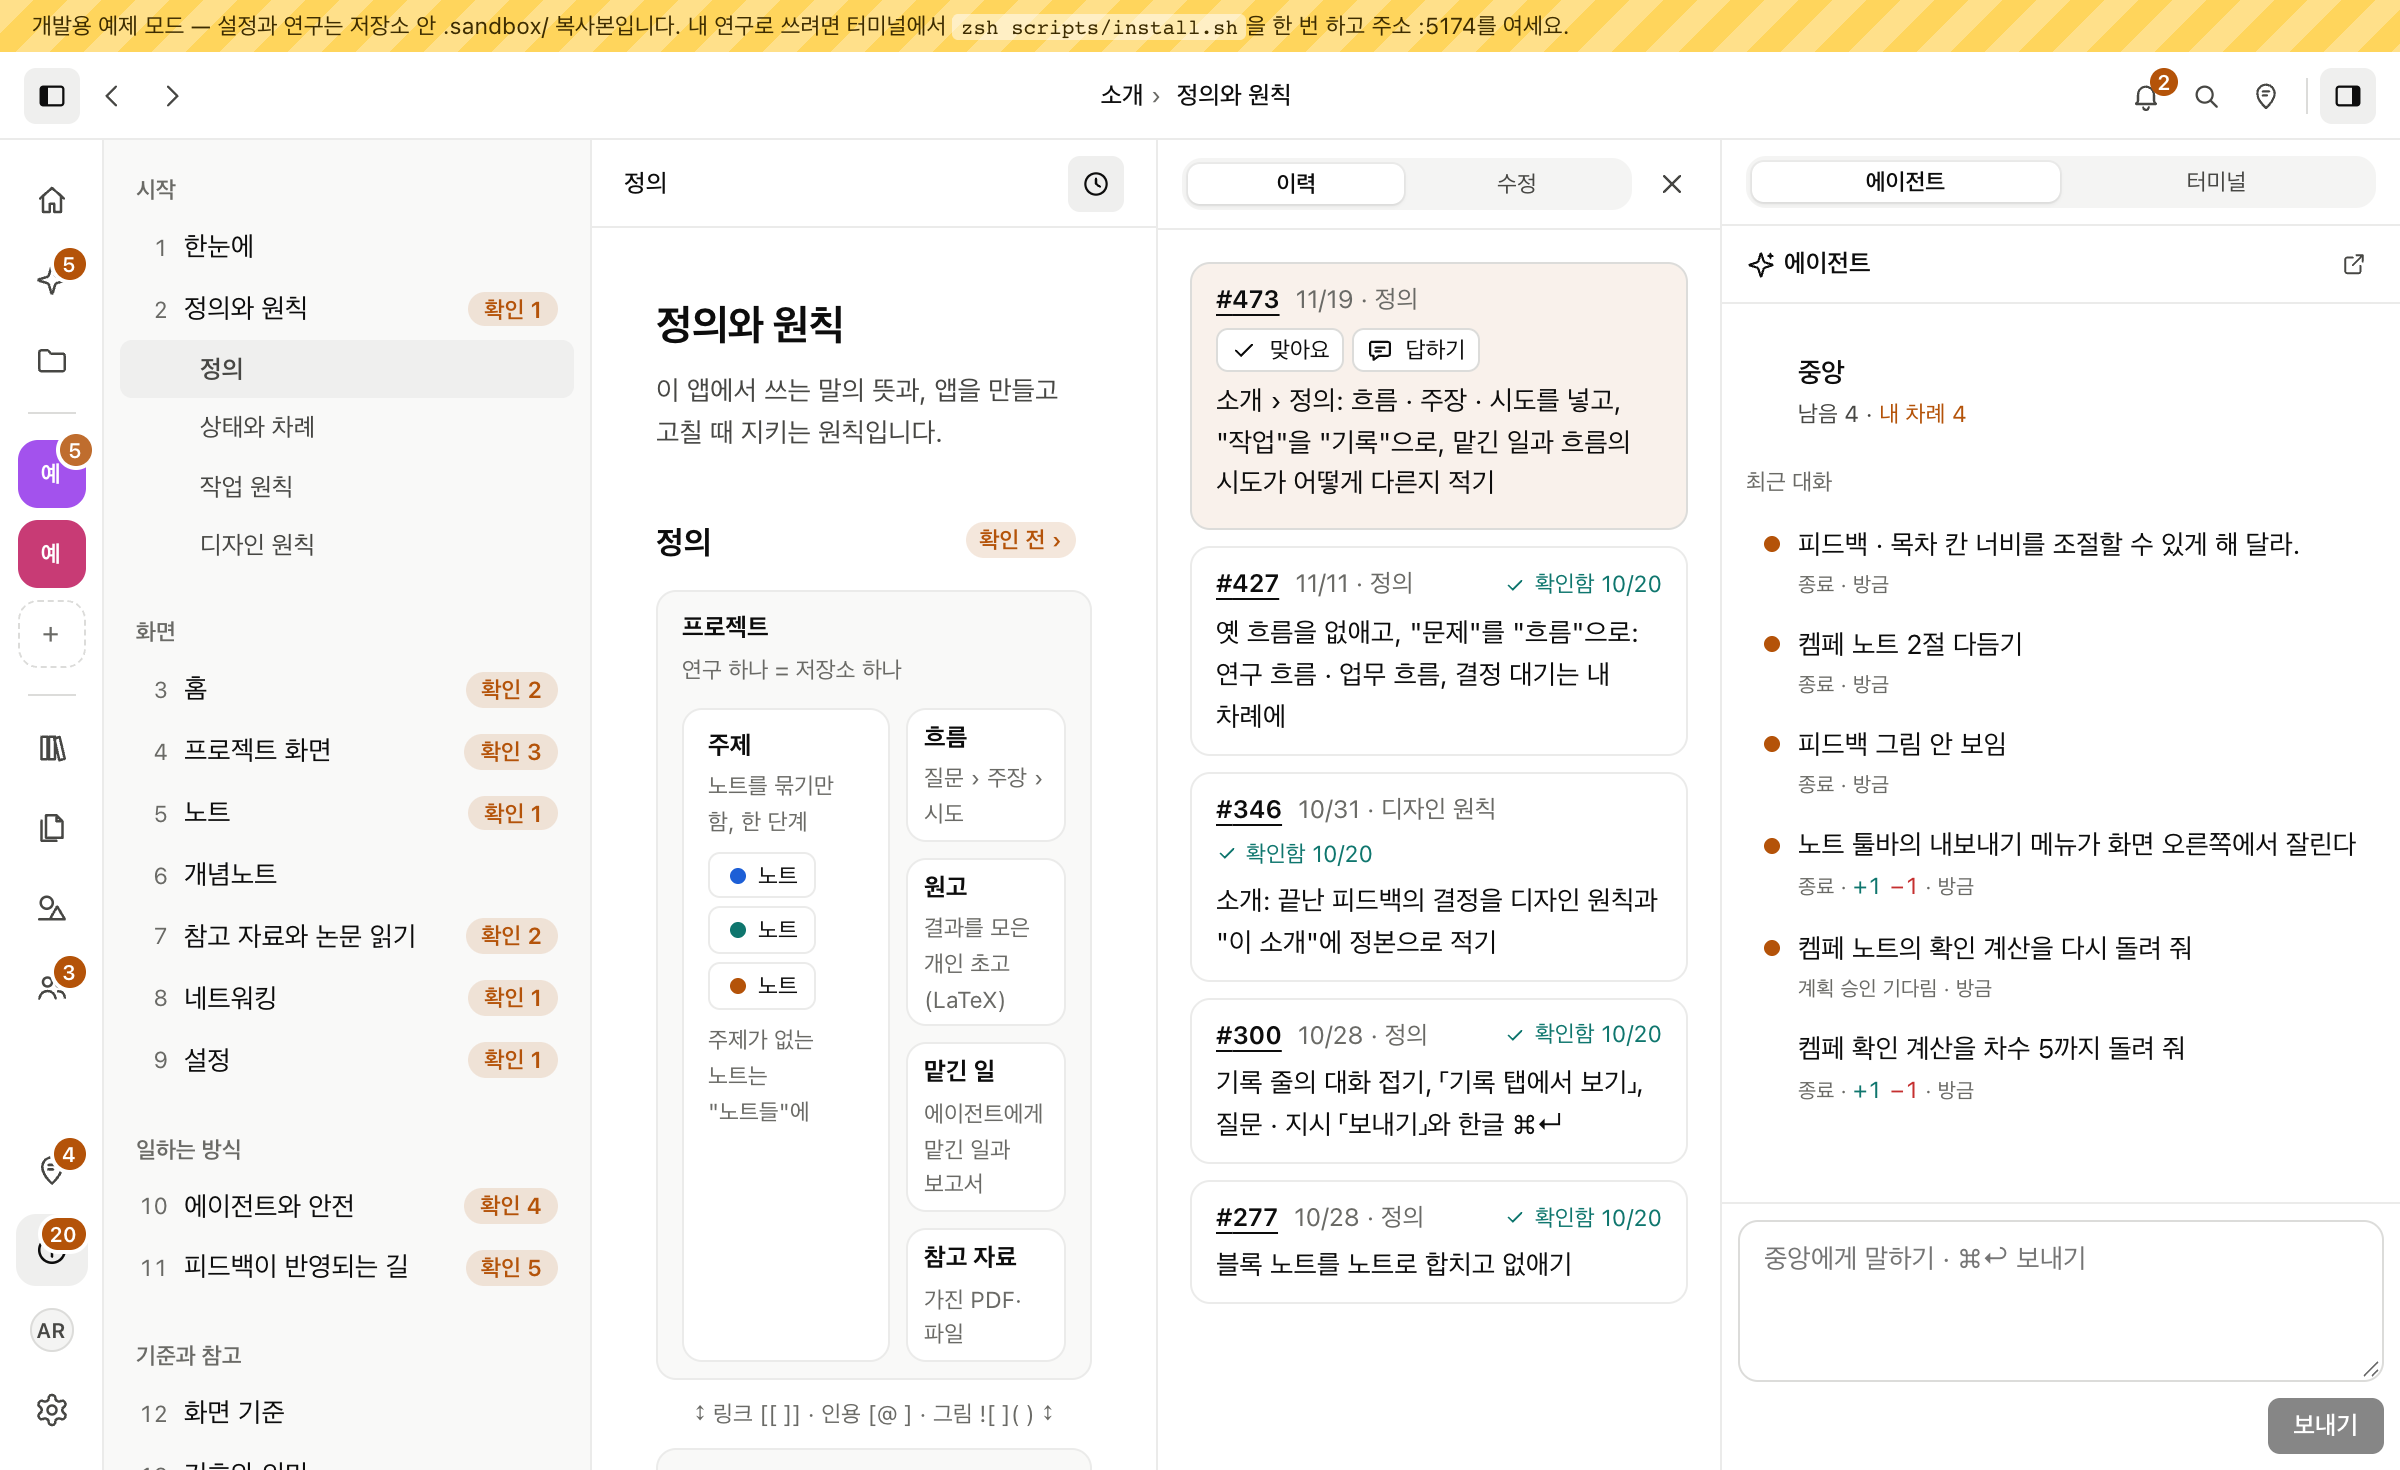 개발용 예제 모드 — 설정과 연구는 저장소 안 .sandbox/ 복사본입니다. 내 연구로 쓰려면 터미널에서 zsh scripts/install.sh을 한 번 하고 주소 :5174를 여세요.
소개 › 정의와 원칙
2
5
5
예
예
+
3
4
20
AR
시작
1 한눈에
2 정의와 원칙 확인 1
정의
상태와 차례
작업 원칙
디자인 원칙
화면
3 홈 확인 2
4 프로젝트 화면 확인 3
5 노트 확인 1
6 개념노트
7 참고 자료와 논문 읽기 확인 2
8 네트워킹 확인 1
9 설정 확인 1
일하는 방식
10 에이전트와 안전 확인 4
11 피드백이 반영되는 길 확인 5
기준과 참고
12 화면 기준
정의
정의와 원칙
이 앱에서 쓰는 말의 뜻과, 앱을 만들고
고칠 때 지키는 원칙입니다.
정의 확인 전 ›
프로젝트
연구 하나 = 저장소 하나
주제
노트를 묶기만
함, 한 단계
노트
노트
노트
주제가 없는
노트는
"노트들"에
흐름
질문 › 주장 ›
시도
원고
결과를 모은
개인 초고
(LaTeX)
맡긴 일
에이전트에게
맡긴 일과
보고서
참고 자료
가진 PDF·
파일
↕ 링크 [[ ]] · 인용 [@ ] · 그림 ![ ]( ) ↕
이력 수정
#473 11/19 · 정의
맞아요 답하기
소개 › 정의: 흐름 · 주장 · 시도를 넣고,
"작업"을 "기록"으로, 맡긴 일과 흐름의
시도가 어떻게 다른지 적기
#427 11/11 · 정의 ✓ 확인함 10/20
옛 흐름을 없애고, "문제"를 "흐름"으로:
연구 흐름 · 업무 흐름, 결정 대기는 내
차례에
#346 10/31 · 디자인 원칙
✓ 확인함 10/20
소개: 끝난 피드백의 결정을 디자인 원칙과
"이 소개"에 정본으로 적기
#300 10/28 · 정의 ✓ 확인함 10/20
기록 줄의 대화 접기, 「기록 탭에서 보기」,
질문 · 지시 「보내기」와 한글 ⌘↵
#277 10/28 · 정의 ✓ 확인함 10/20
블록 노트를 노트로 합치고 없애기
에이전트 터미널
에이전트
중앙
남음 4 · 내 차례 4
최근 대화
피드백 · 목차 칸 너비를 조절할 수 있게 해 달라.
종료 · 방금
켐페 노트 2절 다듬기
종료 · 방금
피드백 그림 안 보임
종료 · 방금
노트 툴바의 내보내기 메뉴가 화면 오른쪽에서 잘린다
종료 · +1 −1 · 방금
켐페 노트의 확인 계산을 다시 돌려 줘
계획 승인 기다림 · 방금
켐페 확인 계산을 차수 5까지 돌려 줘
종료 · +1 −1 · 방금
중앙에게 말하기 · ⌘↩ 보내기
보내기